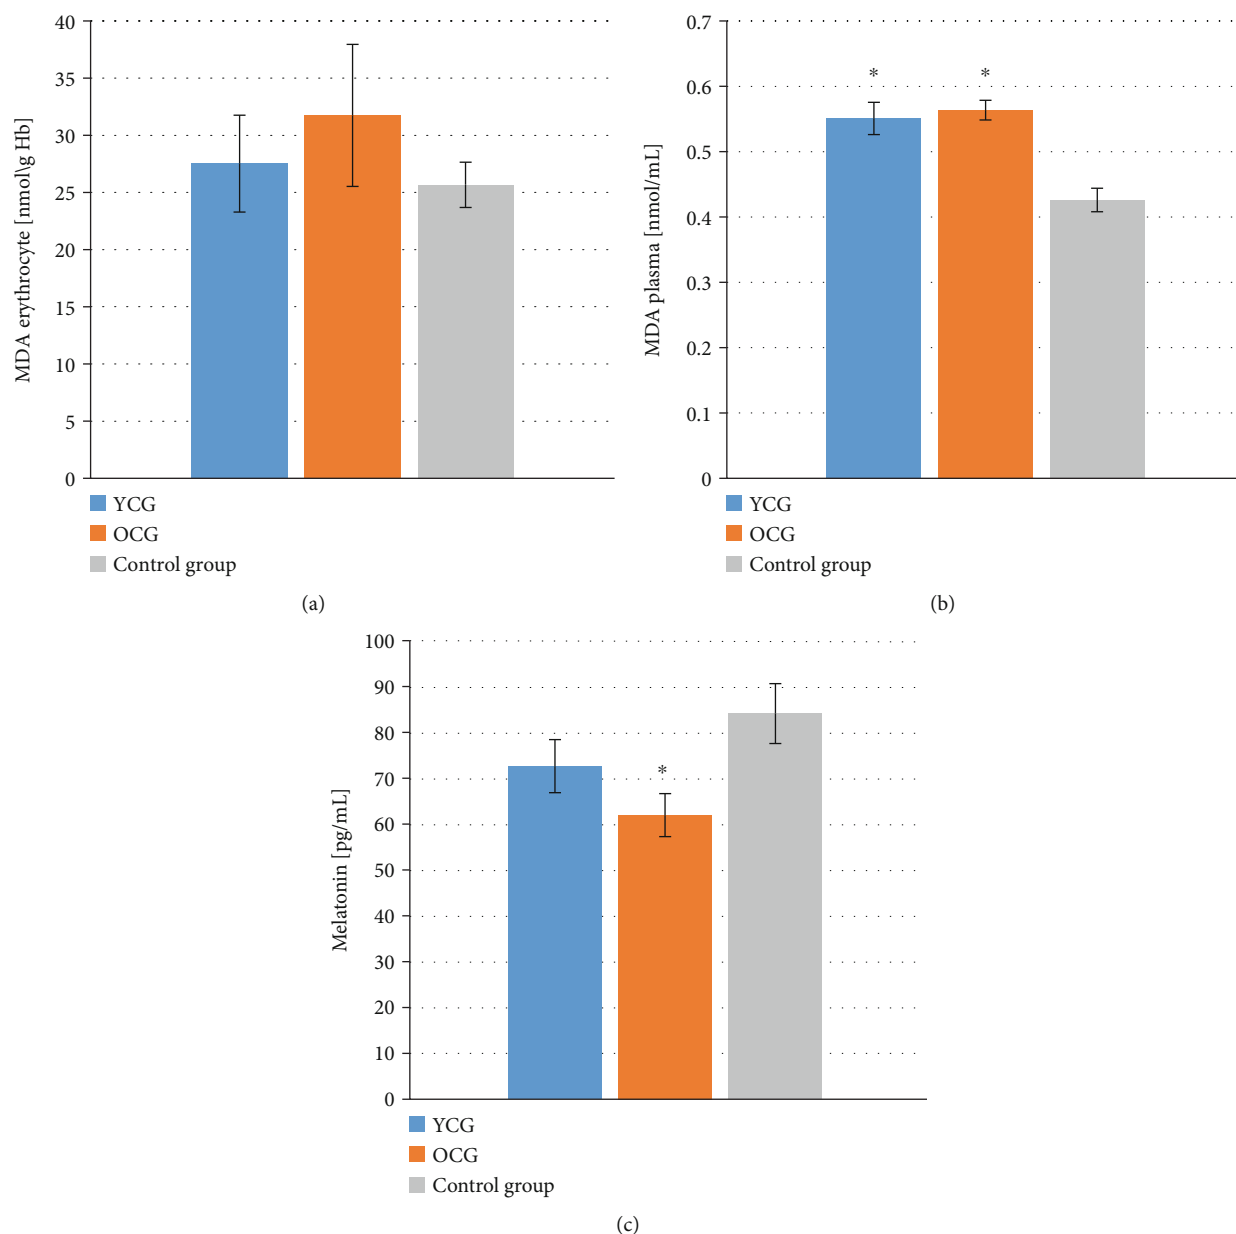 40
35
30
25
20
15
10
5
0
MDA erythrocyte [nmol\g Hb]
YCG
OCG
Control group
(a)
0.7
0.6
0.5
0.4
0.3
0.2
0.1
0
MDA plasma [nmol/mL]
*
*
YCG
OCG
Control group
(b)
100
90
80
70
60
50
40
30
20
10
0
Melatonin [pg/mL]
*
YCG
OCG
Control group
(c)